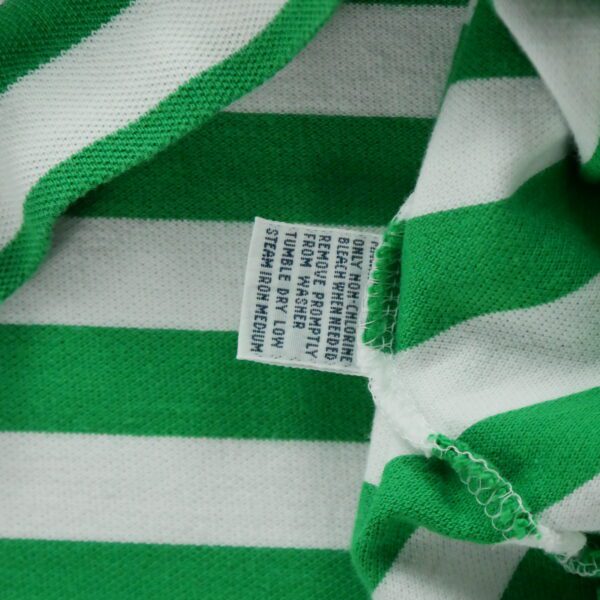 ONLY NON-CHLORINE
BLEACH WHEN NEEDED
REMOVE PROMPTLY
FROM WASHER
TUMBLE DRY LOW
STEAM IRON MEDIUM